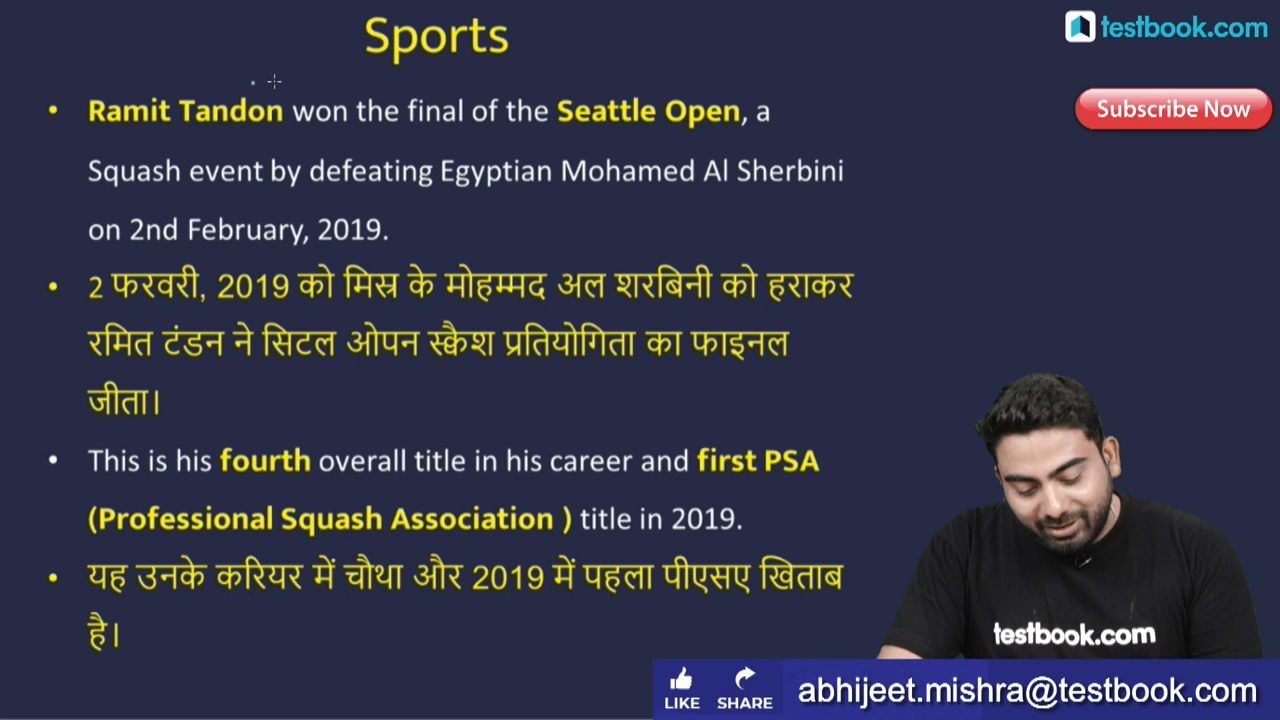 Sports
testbook.com
Subscribe Now
• Ramit Tandon won the final of the Seattle Open, a
Squash event by defeating Egyptian Mohamed Al Sherbini
on 2nd February, 2019.
• 2 फरवरी, 2019 को मिस्र के मोहम्मद अल शरबिनी को हराकर
रमित टंडन ने सिटल ओपन स्क्वैश प्रतियोगिता का फाइनल
जीता।
• This is his fourth overall title in his career and first PSA
(Professional Squash Association ) title in 2019.
• यह उनके करियर में चौथा और 2019 में पहला पीएसए खिताब
है।
testbook.com
LIKE SHARE abhijeet.mishra@testbook.com